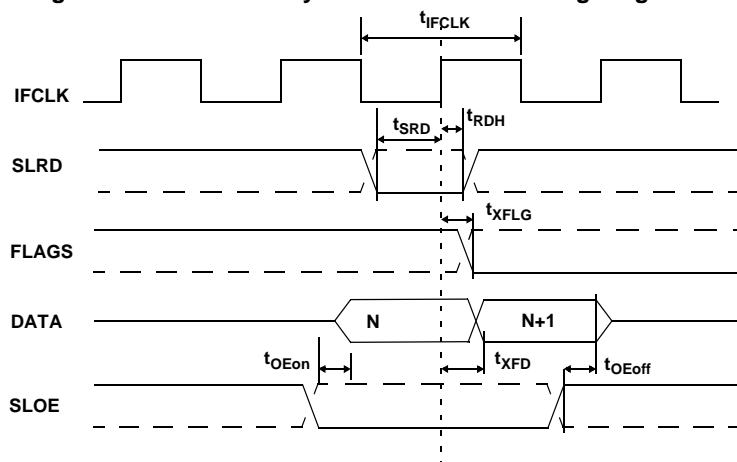 tIFCLK
IFCLK
tSRD
tRDH
SLRD
tXFLG
FLAGS
DATA
N
N+1
tOEon
tXFD
tOEoff
SLOE